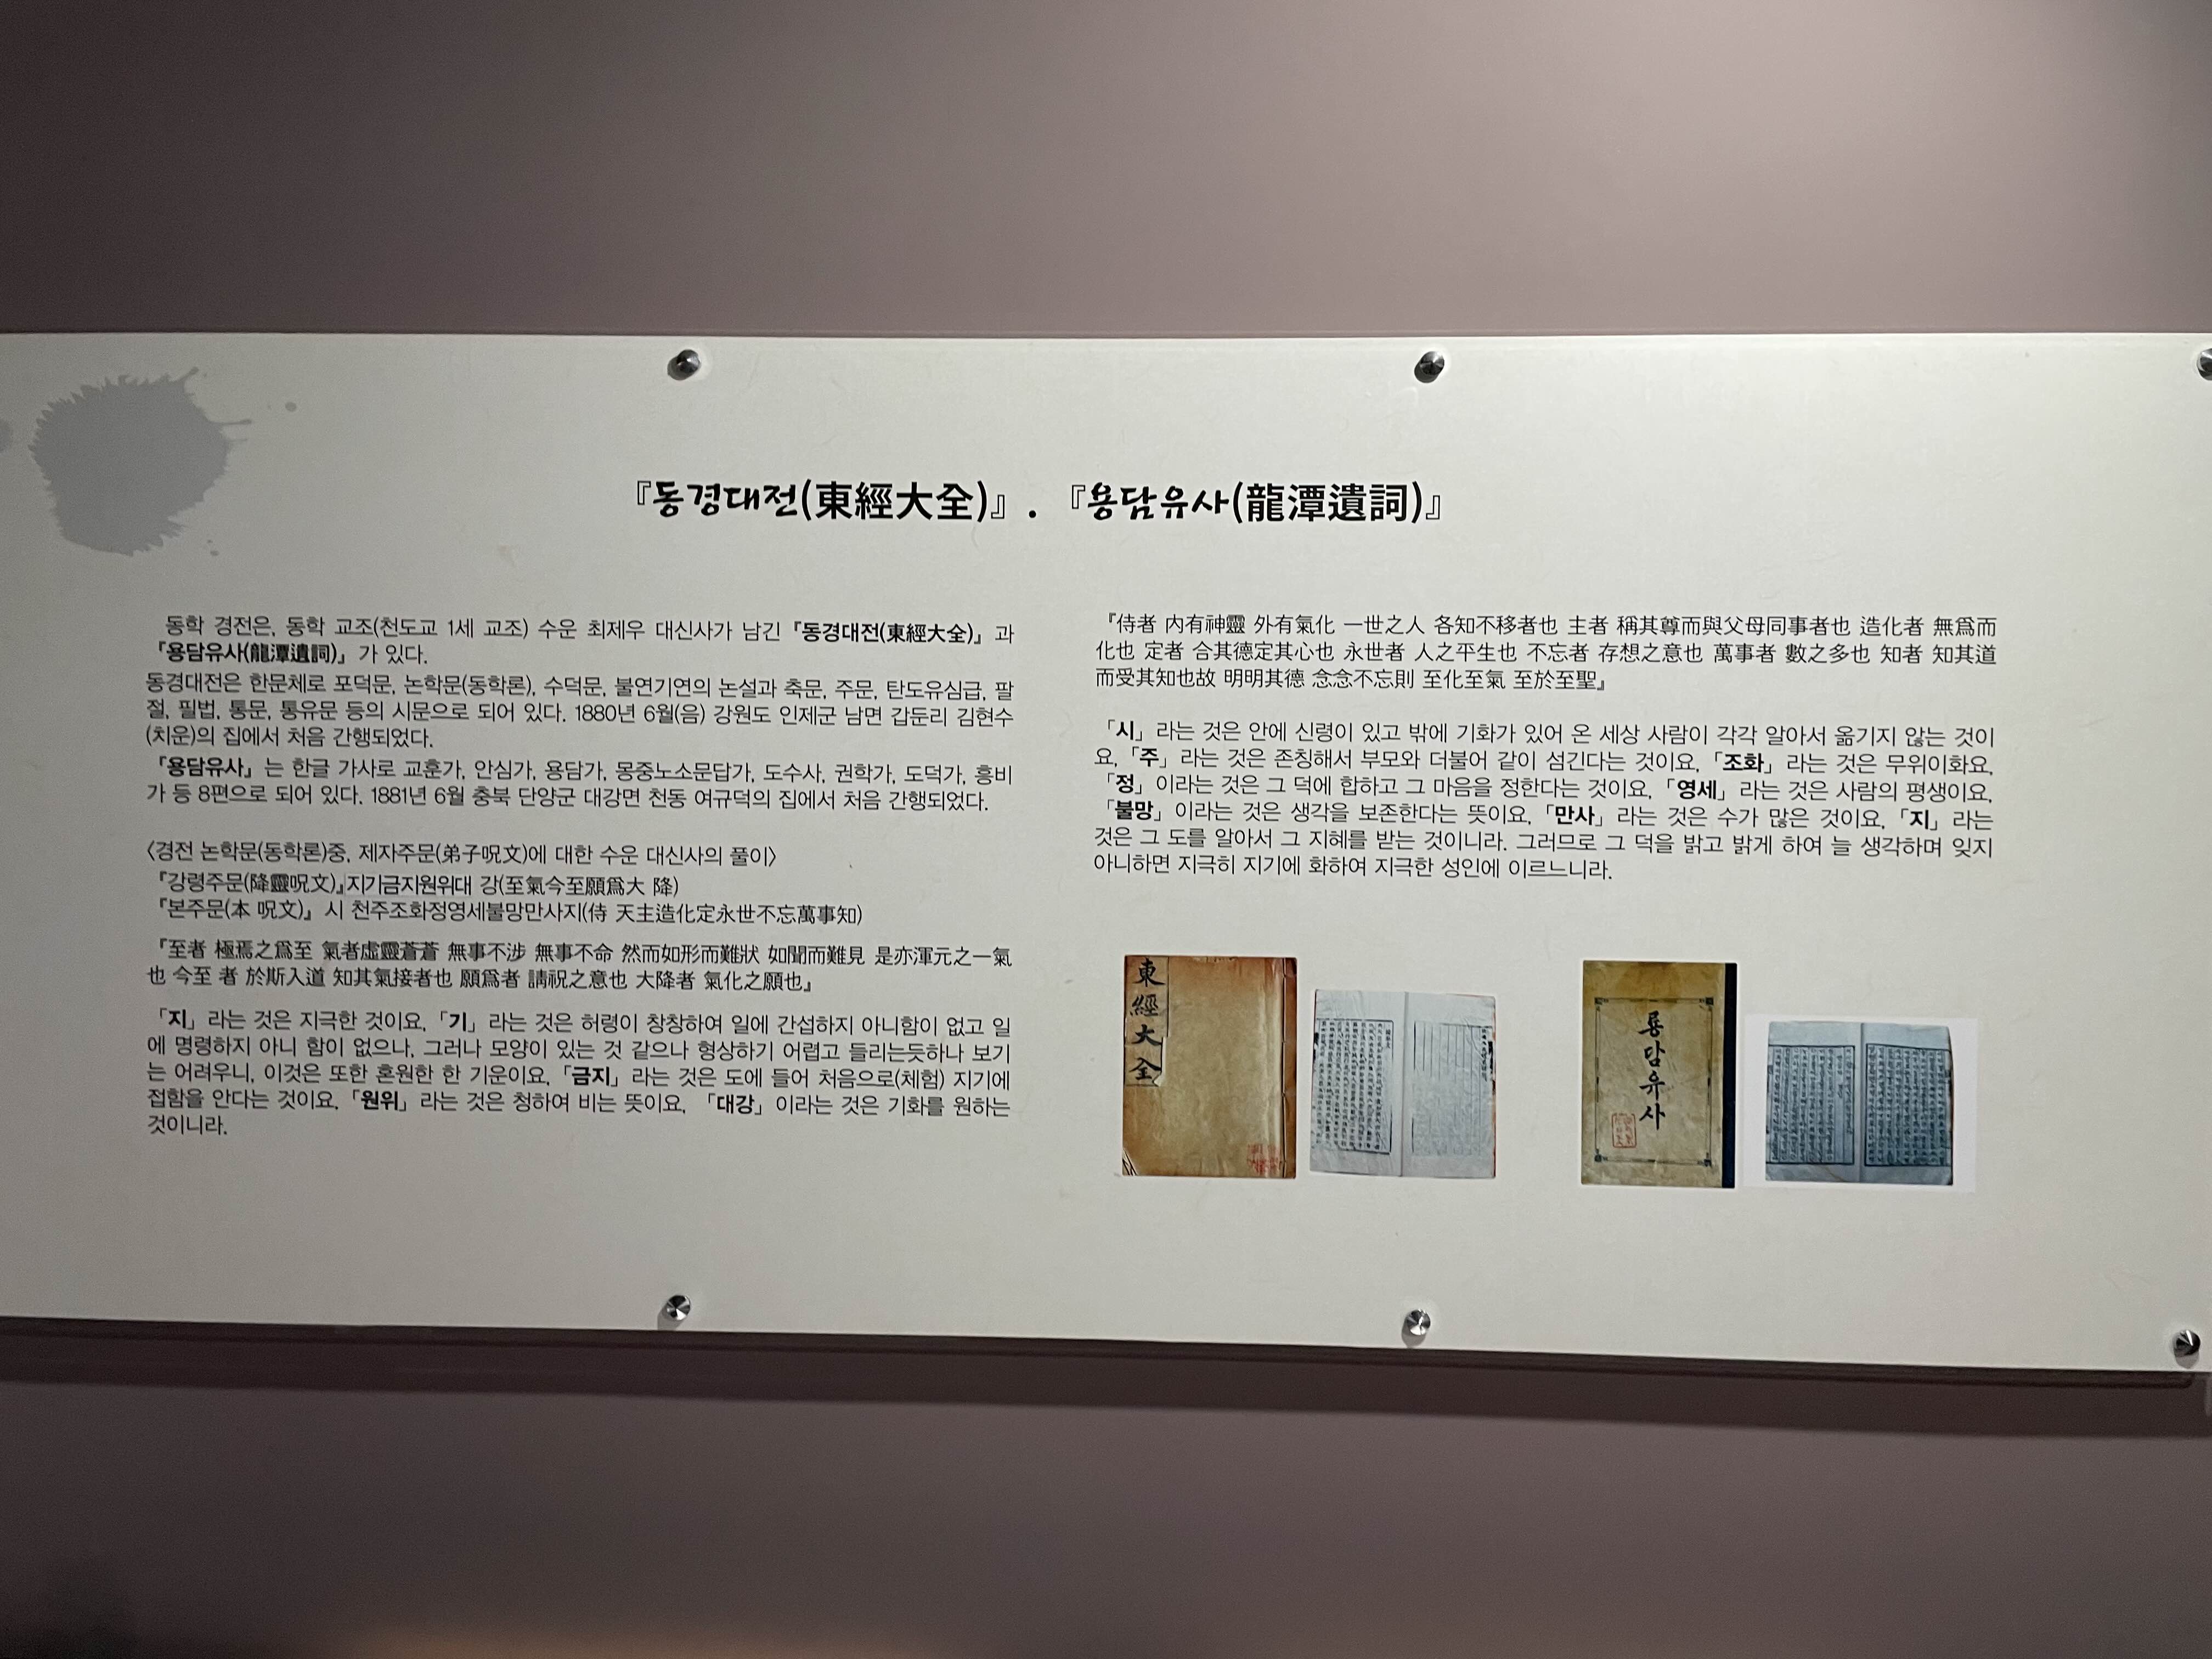 『동경대전(東經大全)』. 『용담유사(龍潭遺詞)』
동학 경전은, 동학 교조(천도교 1세 교조) 수운 최제우 대신사가 남긴 『동경대전(東經大全)』과
『용담유사(龍潭遺詞)』가 있다.
동경대전은 한문체로 포덕문, 논학문(동학론), 수덕문, 불연기연의 논설과 축문, 주문, 탄도유심급, 팔
절, 필법, 통문, 통유문 등의 시문으로 되어 있다. 1880년 6월(음) 강원도 인제군 남면 갑둔리 김현수
(치운)의 집에서 처음 간행되었다.
『용담유사』는 한글 가사로 교훈가, 안심가, 용담가, 몽중노소문답가, 도수사, 권학가, 도덕가, 흥비
가 등 8편으로 되어 있다. 1881년 6월 충북 단양군 대강면 천동 여규덕의 집에서 처음 간행되었다.
〈경전 논학문(동학론)중, 제자주문(弟子呪文)에 대한 수운 대신사의 풀이〉
『강령주문(降靈呪文)』지기금지원위대 강(至氣今至願爲大 降)
『본주문(本 呪文)』 시 천주조화정영세불망만사지(侍 天主造化定永世不忘萬事知)
『至者 極焉之爲至 氣者虛靈蒼蒼 無事不涉 無事不命 然而如形而難狀 如聞而難見 是亦渾元之一氣
也 今至 者 於斯入道 知其氣接者也 願爲者 請祝之意也 大降者 氣化之願也』
「지」라는 것은 지극한 것이요, 「기」라는 것은 허령이 창창하여 일에 간섭하지 아니함이 없고 일
에 명령하지 아니 함이 없으나, 그러나 모양이 있는 것 같으나 형상하기 어렵고 들리는듯하나 보기
는 어려우니, 이것은 또한 혼원한 한 기운이요, 「금지」라는 것은 도에 들어 처음으로(체험) 지기에
접함을 안다는 것이요, 「원위」라는 것은 청하여 비는 뜻이요, 「대강」이라는 것은 기화를 원하는
것이니라.
『侍者 內有神靈 外有氣化 一世之人 各知不移者也 主者 稱其尊而與父母同事者也 造化者 無爲而
化也 定者 合其德定其心也 永世者 人之平生也 不忘者 存想之意也 萬事者 數之多也 知者 知其道
而受其知也故 明明其德 念念不忘則 至化至氣 至於至聖』
「시」라는 것은 안에 신령이 있고 밖에 기화가 있어 온 세상 사람이 각각 알아서 옮기지 않는 것이
요, 「주」라는 것은 존칭해서 부모와 더불어 같이 섬긴다는 것이요, 「조화」라는 것은 무위이화요,
「정」이라는 것은 그 덕에 합하고 그 마음을 정한다는 것이요, 「영세」라는 것은 사람의 평생이요,
「불망」이라는 것은 생각을 보존한다는 뜻이요, 「만사」라는 것은 수가 많은 것이요, 「지」라는
것은 그 도를 알아서 그 지혜를 받는 것이니라. 그러므로 그 덕을 밝고 밝게 하여 늘 생각하며 잊지
아니하면 지극히 지기에 화하여 지극한 성인에 이르느니라.
東經大全
룡담유사